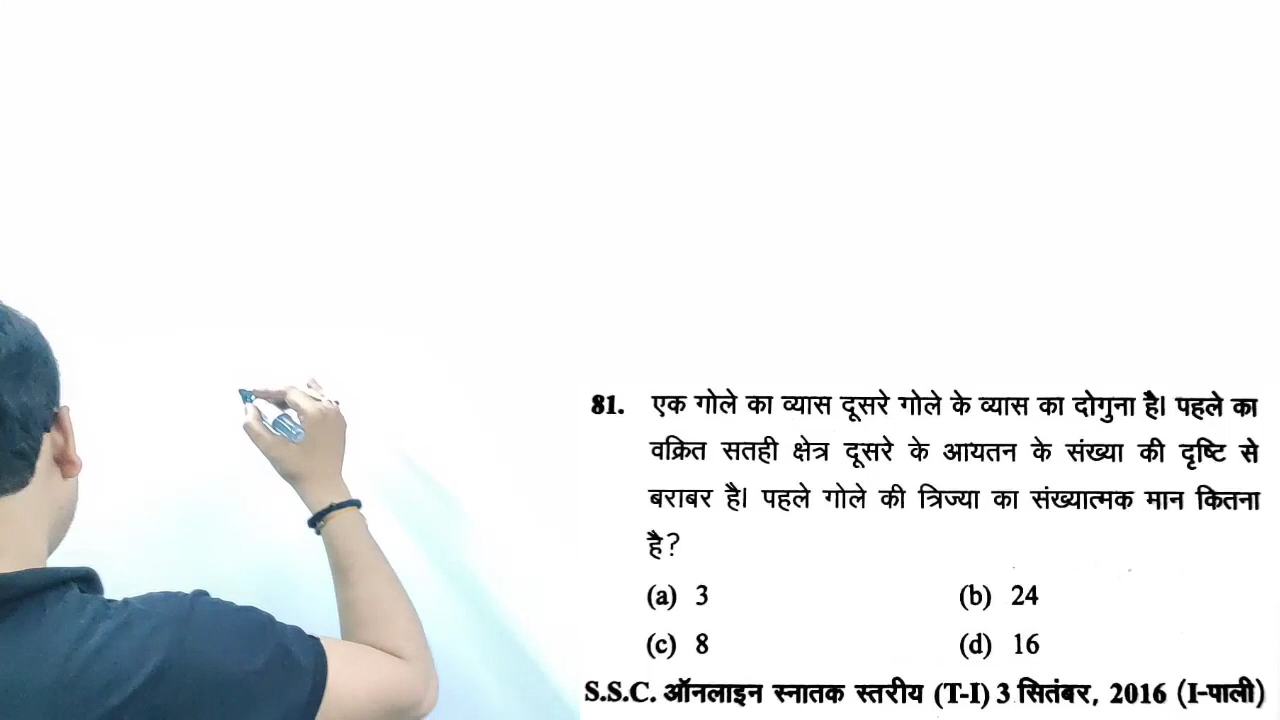 81. एक गोले का व्यास दूसरे गोले के व्यास का दोगुना है। पहले का
वक्रित सतही क्षेत्र दूसरे के आयतन के संख्या की दृष्टि से
बराबर है। पहले गोले की त्रिज्या का संख्यात्मक मान कितना
है?
(a) 3 (b) 24
(c) 8 (d) 16
S.S.C. ऑनलाइन स्नातक स्तरीय (T-I) 3 सितंबर, 2016 (I-पाली)